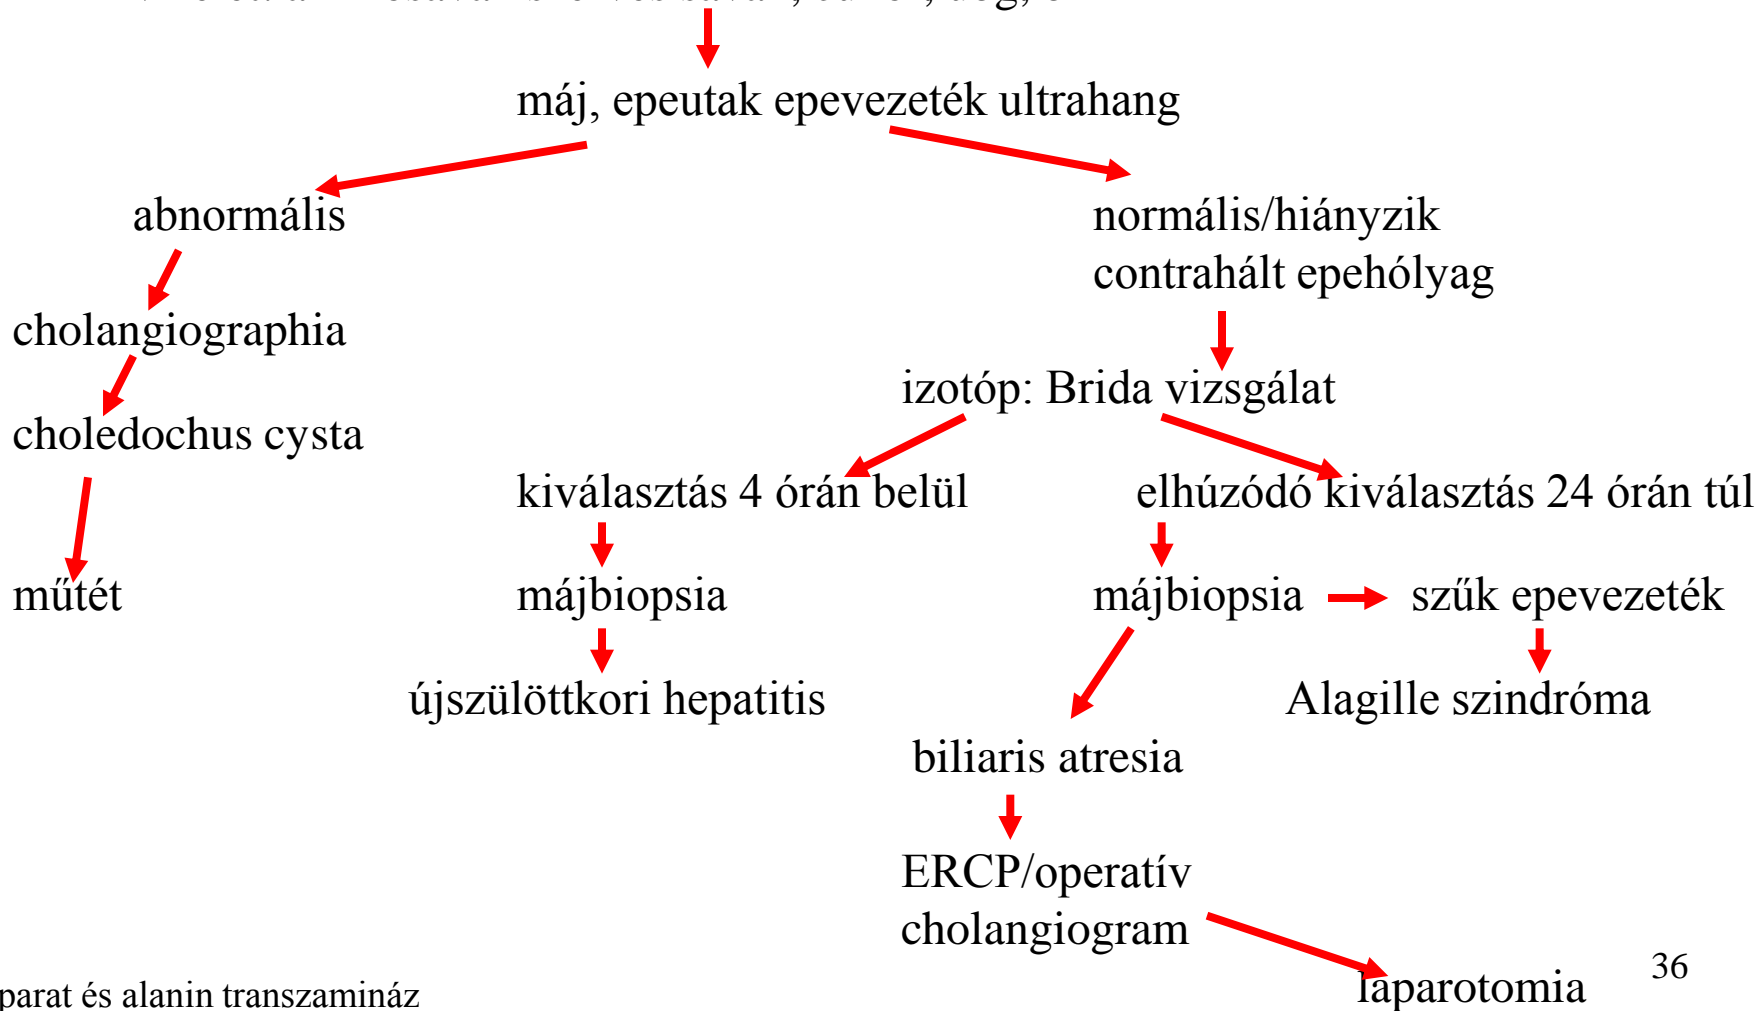 máj, epeutak epevezeték ultrahang
abnormális
normális/hiányzik
contrahált epehólyag
cholangiographia
izotóp: Brida vizsgálat
choledochus cysta
kiválasztás 4 órán belül
elhúzódó kiválasztás 24 órán túl
műtét
májbiopsia
májbiopsia
szűk epevezeték
újszülöttkori hepatitis
Alagille szindróma
biliaris atresia
ERCP/operatív
cholangiogram
laparotomia
36
parat és alanin transzamináz